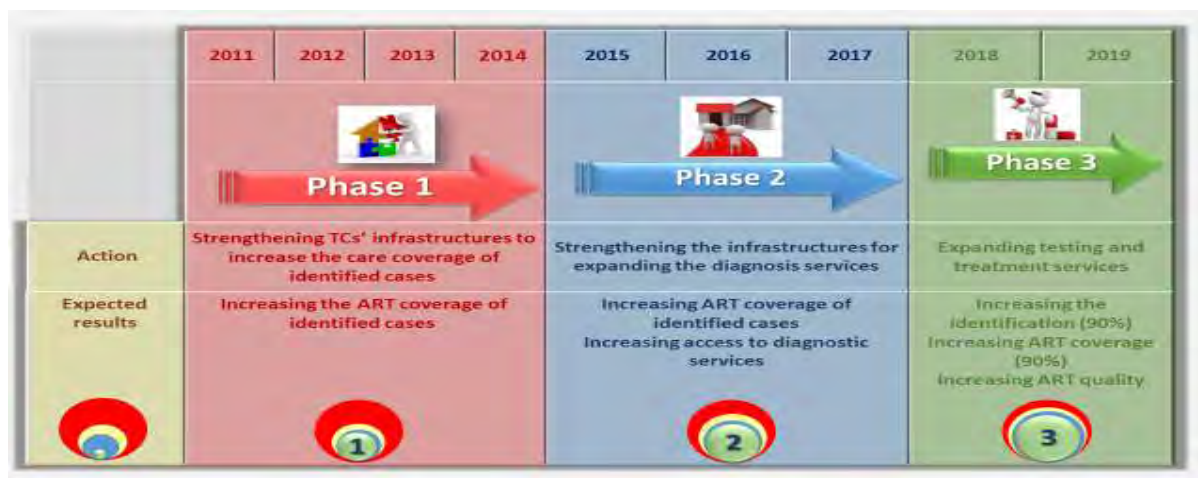 2011 2012 2013 2014 2015 2016 2017 2018 2019
Phase 1
Phase 2
Phase 3
Action
Strengthening TCs' infrastructures to
increase the care coverage of
identified cases
Strengthening the infrastructures for
expanding the diagnosis services
Expanding testing and
treatment services
Expected
results
Increasing the ART coverage of
identified cases
Increasing ART coverage of
identified cases
Increasing access to diagnostic
services
Increasing the
identification (90%)
Increasing ART coverage
(90%)
Increasing ART quality
1
2
3